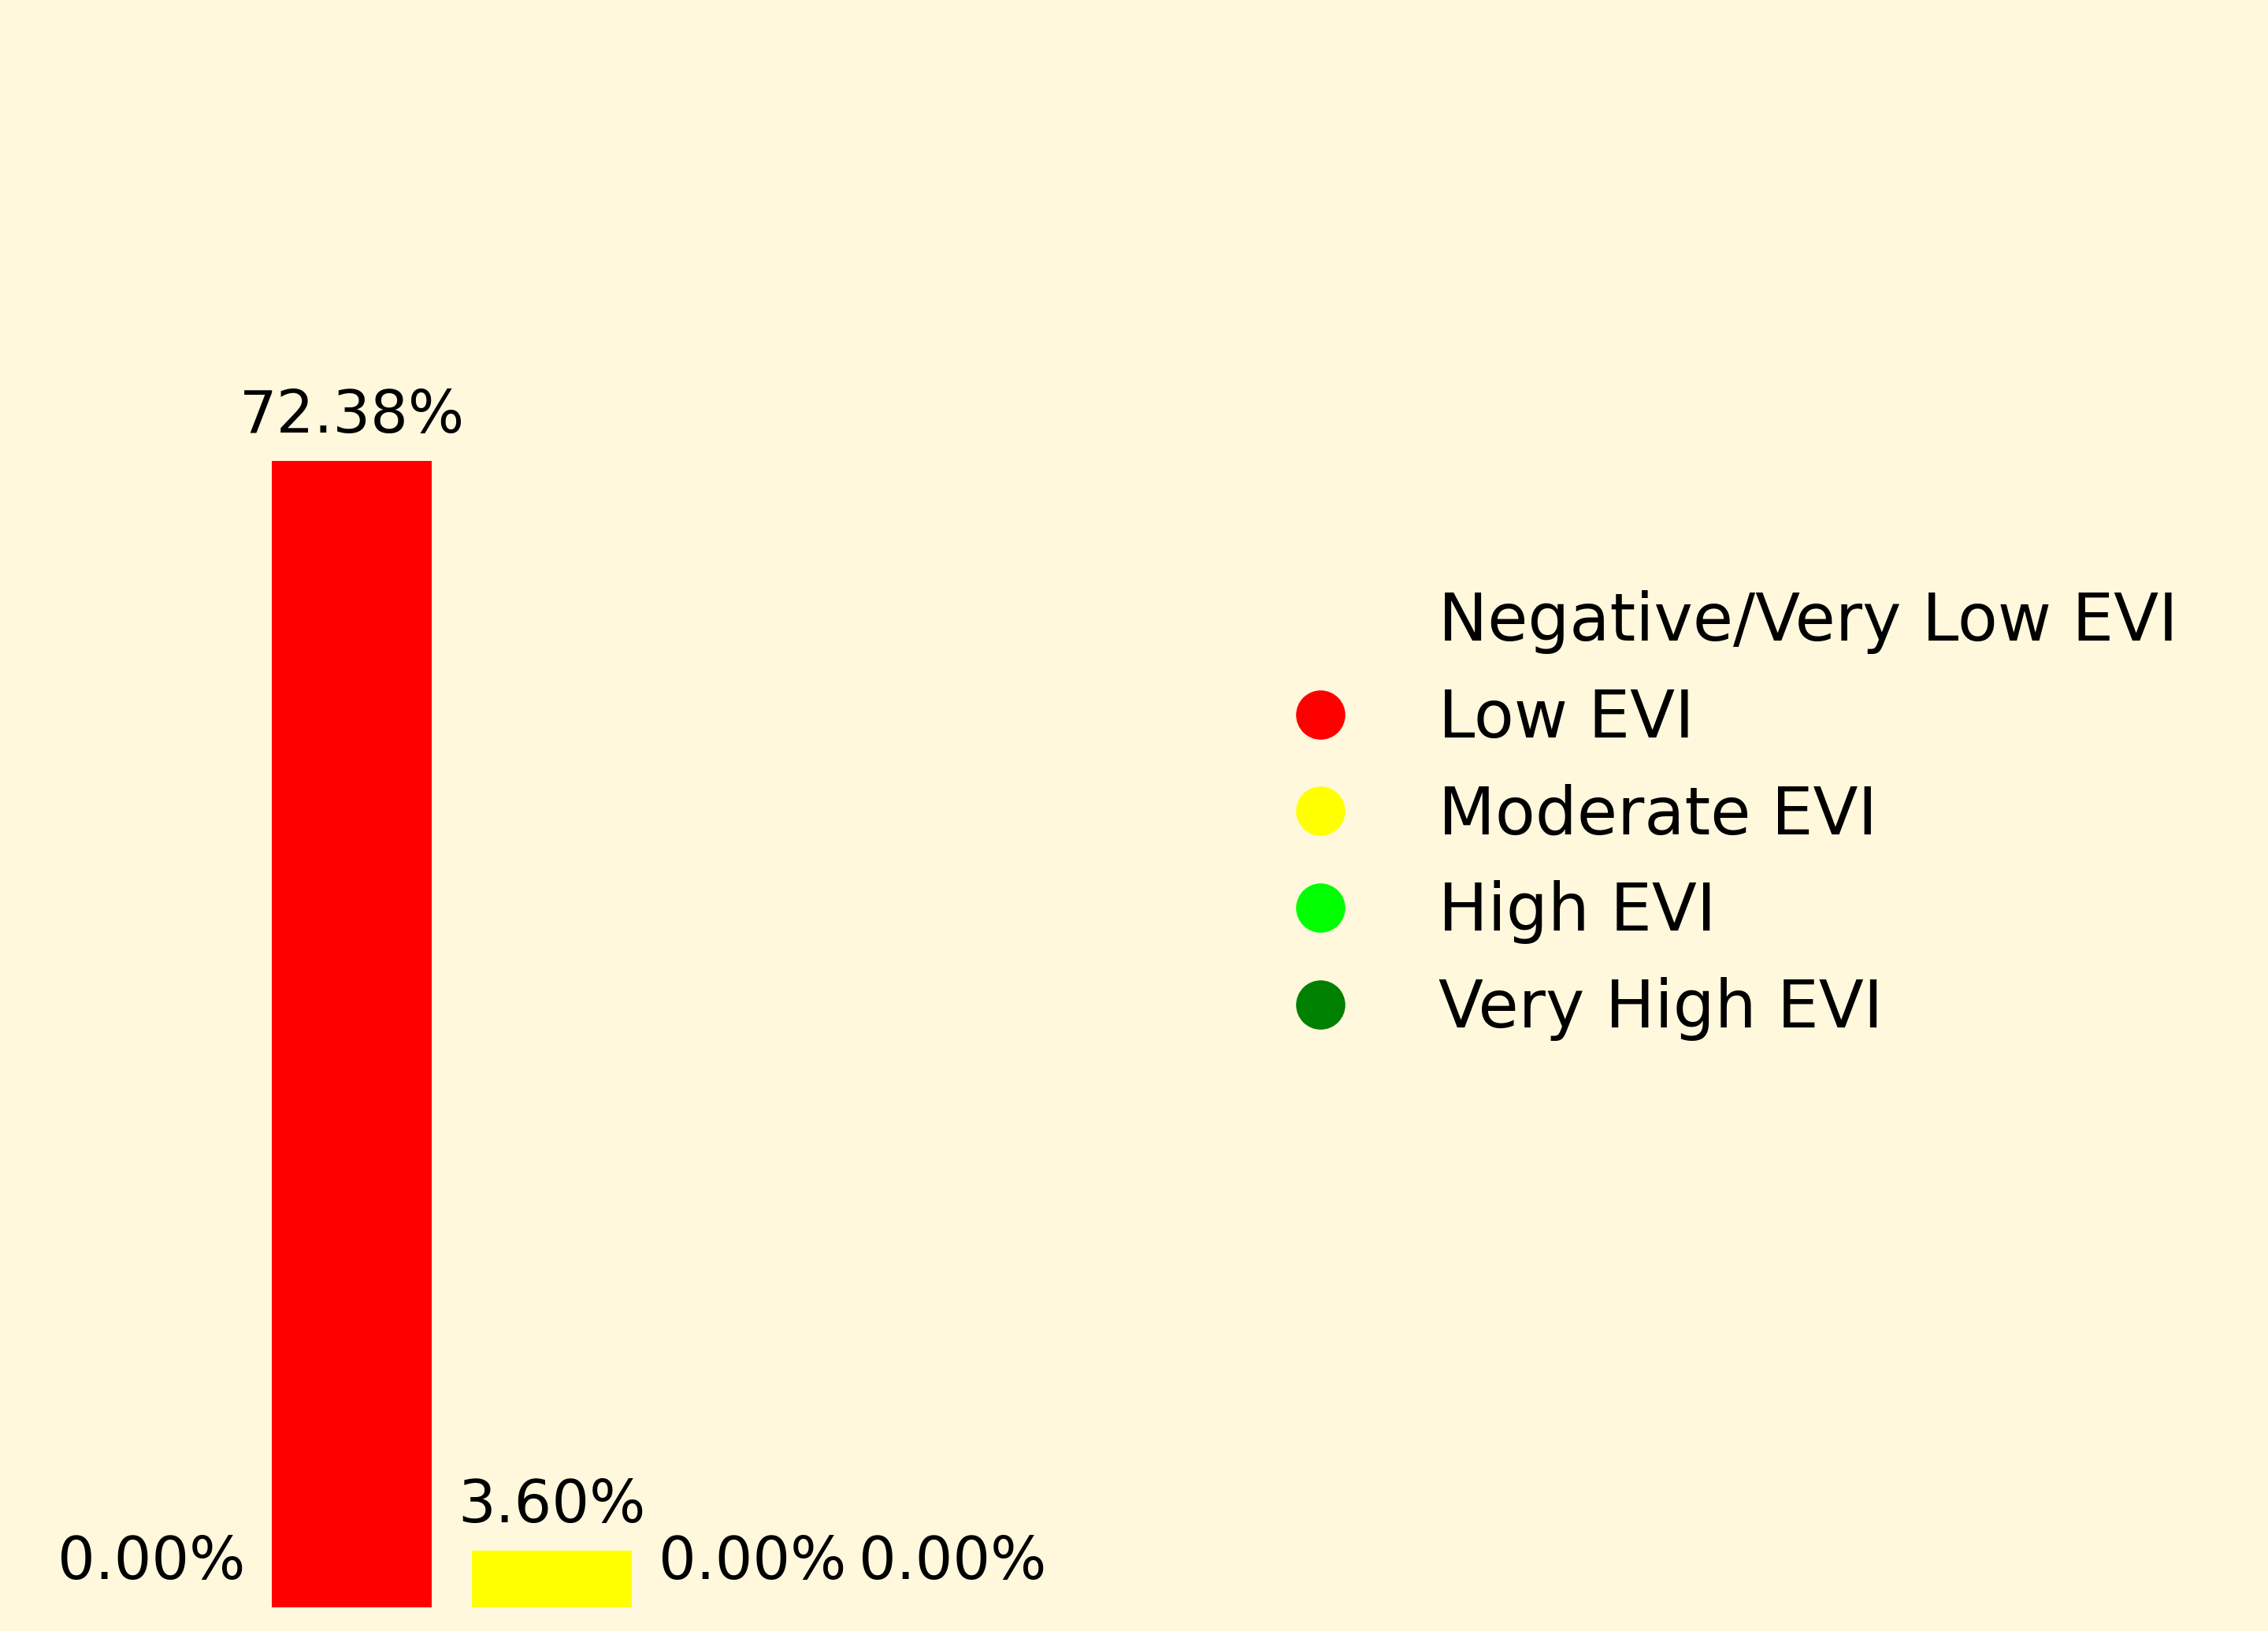 72.38%
3.60%
0.00%
0.00%
0.00%
Negative/Very Low EVI
Low EVI
Moderate EVI
High EVI
Very High EVI